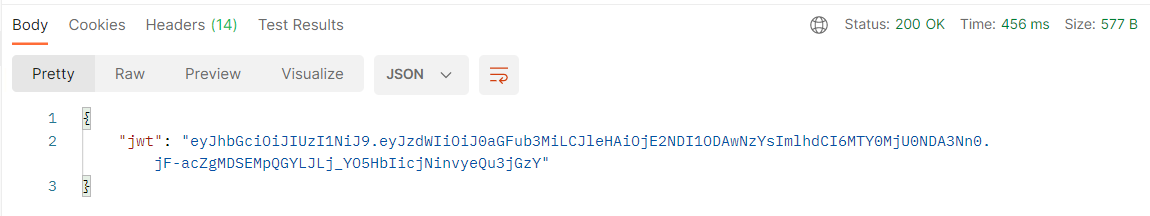 Body Cookies Headers (14) Test Results Status: 200 OK Time: 456 ms Size: 577 B
Pretty Raw Preview Visualize JSON
1 {
2 "jwt": "eyJhbGciOiJIUzI1NiJ9.eyJzdWIiOiJ0aGFub3MiLCJleHAiOjE2NDI1ODAwNzYsImlhdCI6MTY0MjU0NDA3Nn0.
jF-acZgMDSEMpQGYLJLj_YO5HbIicjNinvyeQu3jGzY"
3 }